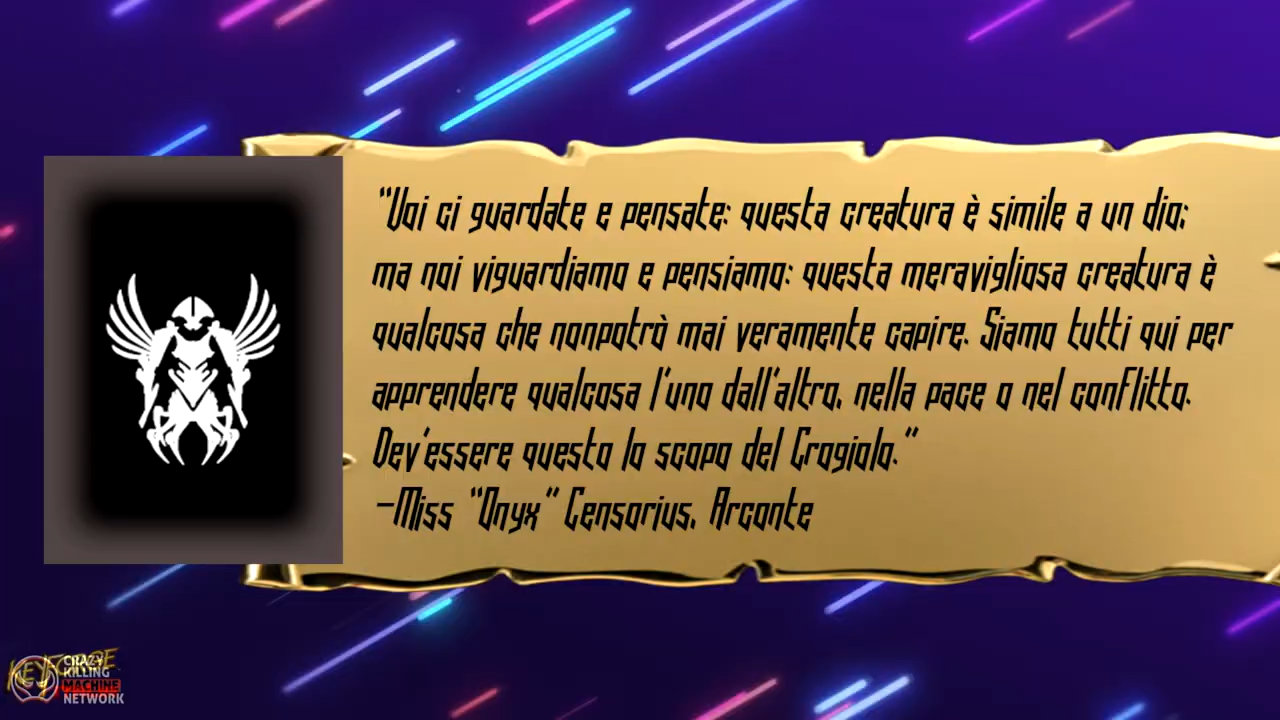 "Voi ci guardate e pensate: questa creatura è simile a un dio;
ma noi viguardiamo e pensiamo: questa meravigliosa creatura è
qualcosa che nonpotrò mai veramente capire. Siamo tutti qui per
apprendere qualcosa l'uno dall'altro, nella pace o nel conflitto.
Dev'essere questo lo scopo del Crogiolo."
–Miss "Onyx" Censorius, Arconte
KEYFORGE
CRAZY
KILLING
MACHINE
NETWORK